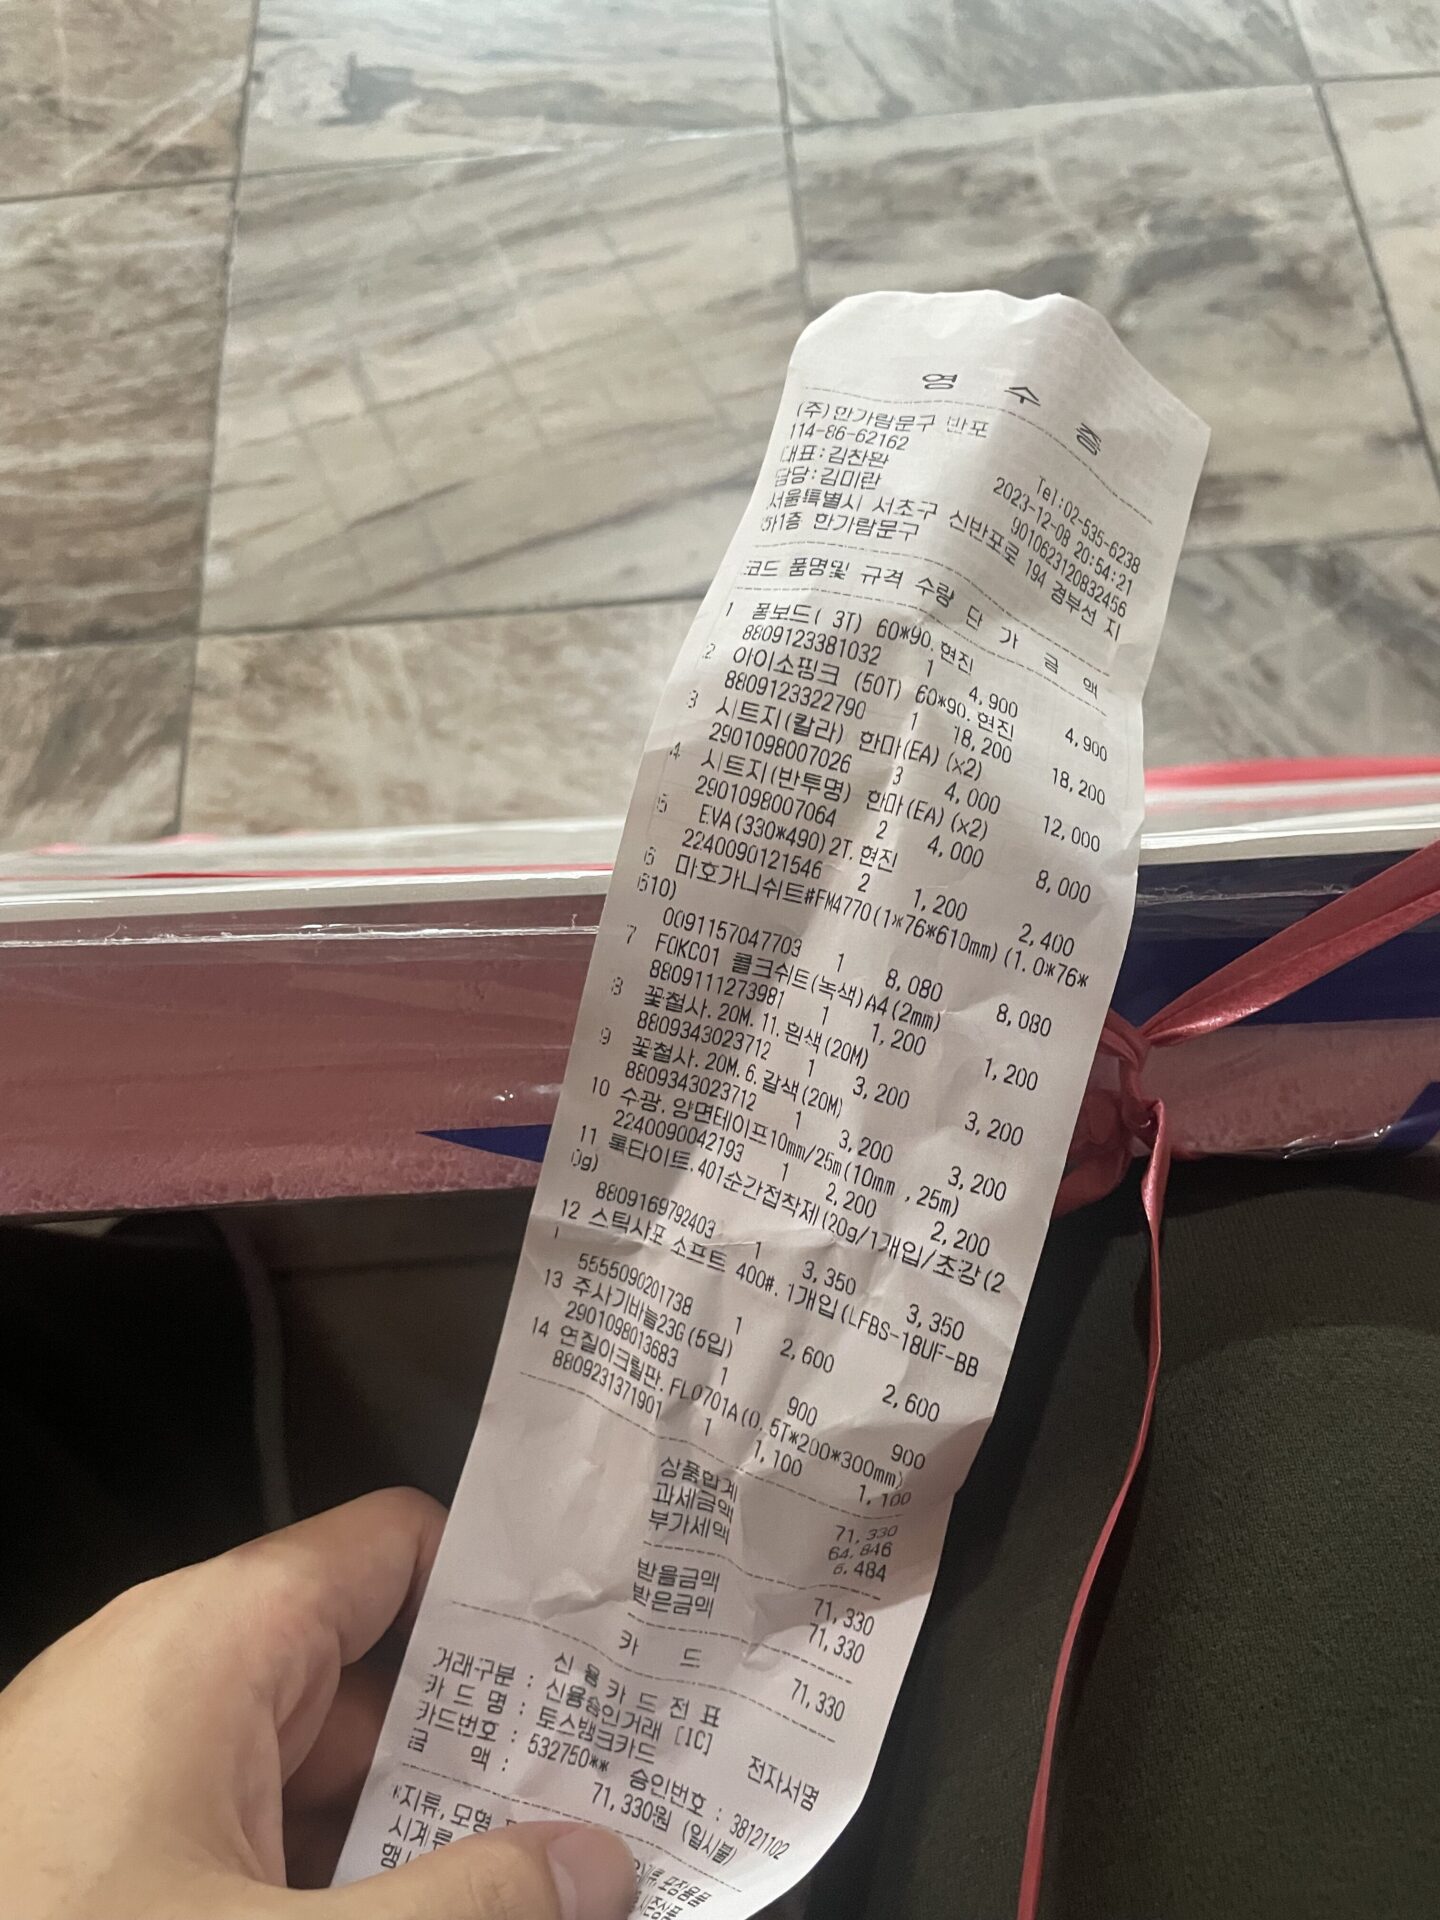 영 수 증
(주)한가람문구 반포
114-86-62162 Tel:02-535-6238
대표:김찬환 2023-12-08 20:54:21
담당:김미란 9010623120832456
서울특별시 서초구 신반포로 194 경부선 지
하1층 한가람문구
코드 품명및 규격 수량 단 가 금 액
1 폼보드( 3T) 60*90.현진
8809123381032 1 4,900 4,900
2 아이소핑크 (50T) 60*90.현진
8809123322790 1 18,200 18,200
3 시트지(칼라) 한마(EA)(x2)
2901098007026 3 4,000 12,000
4 시트지(반투명) 한마(EA)(x2)
2901098007064 2 4,000 8,000
5 EVA(330*490)2T.현진
2240090121546 2 1,200 2,400
6 마호가니쉬트#FM4770(1*76*610mm)(1.0*76*
610)
0091157047703 1 8,080 8,080
7 FOKC01 콜크쉬트(녹색)A4(2mm)
8809111273981 1 1,200 1,200
8 꽃철사.20M.11.흰색(20M)
8809343023712 1 3,200 3,200
9 꽃철사.20M.6.갈색(20M)
8809343023712 1 3,200 3,200
10 수광.양면테이프10mm/25m(10mm ,25m)
2240090042193 1 2,200 2,200
11 록타이트.401순간접착제(20g/1개입/초강(2
0g)
8809169792403 1 3,350 3,350
12 스틱사포 소프트 400#.1개입(LFBS-18UF-BB
)
5555090201738 1 2,600 2,600
13 주사기바늘23G(5입)
2901098013683 1 900 900
14 연질아크릴판.FL0701A(0.5T*200*300mm)
8809231371901 1 1,100 1,100
상품합계 71,330
과세금액 64,846
부가세액 6,484
받을금액 71,330
받은금액 71,330
카 드 71,330
신 용 카 드 전 표
거래구분 : 신용승인거래 [IC] 전자서명
카 드 명 : 토스뱅크카드
카드번호 : 532750** 승인번호 : 38121102
금 액 : 71,330원 (일시불)
*지류,모형
시계류